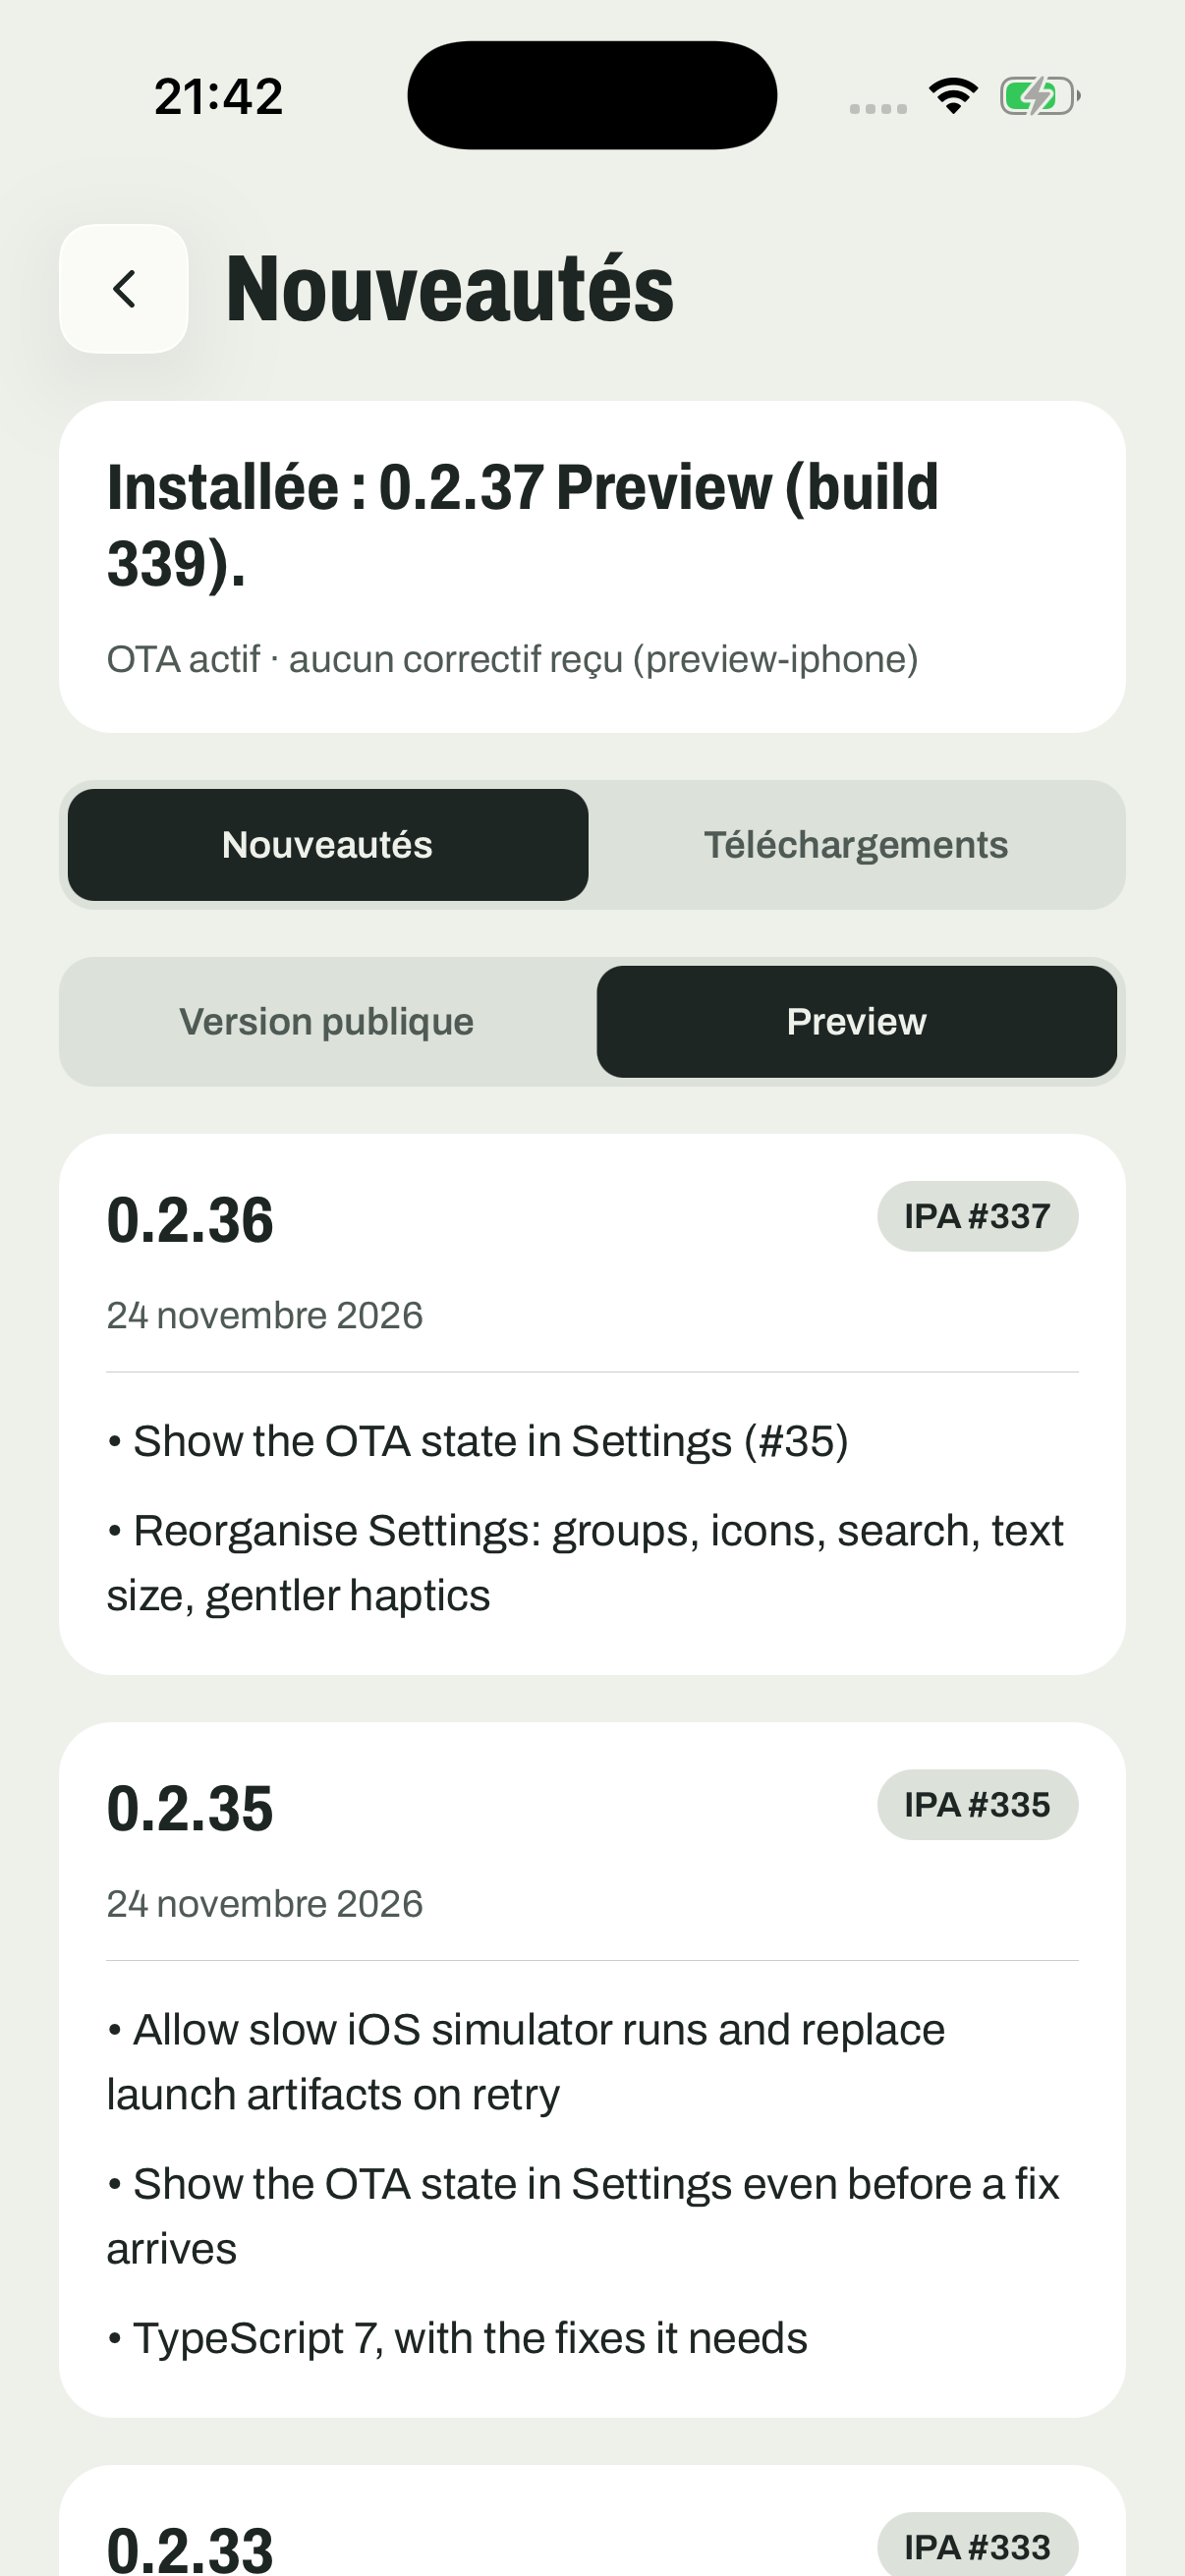 21:42
Nouveautés
Installée : 0.2.37 Preview (build
339).
OTA actif · aucun correctif reçu (preview-iphone)
Nouveautés
Téléchargements
Version publique
Preview
0.2.36
IPA #337
24 novembre 2026
• Show the OTA state in Settings (#35)
• Reorganise Settings: groups, icons, search, text
size, gentler haptics
0.2.35
IPA #335
24 novembre 2026
• Allow slow iOS simulator runs and replace
launch artifacts on retry
• Show the OTA state in Settings even before a fix
arrives
• TypeScript 7, with the fixes it needs
0.2.33
IPA #333